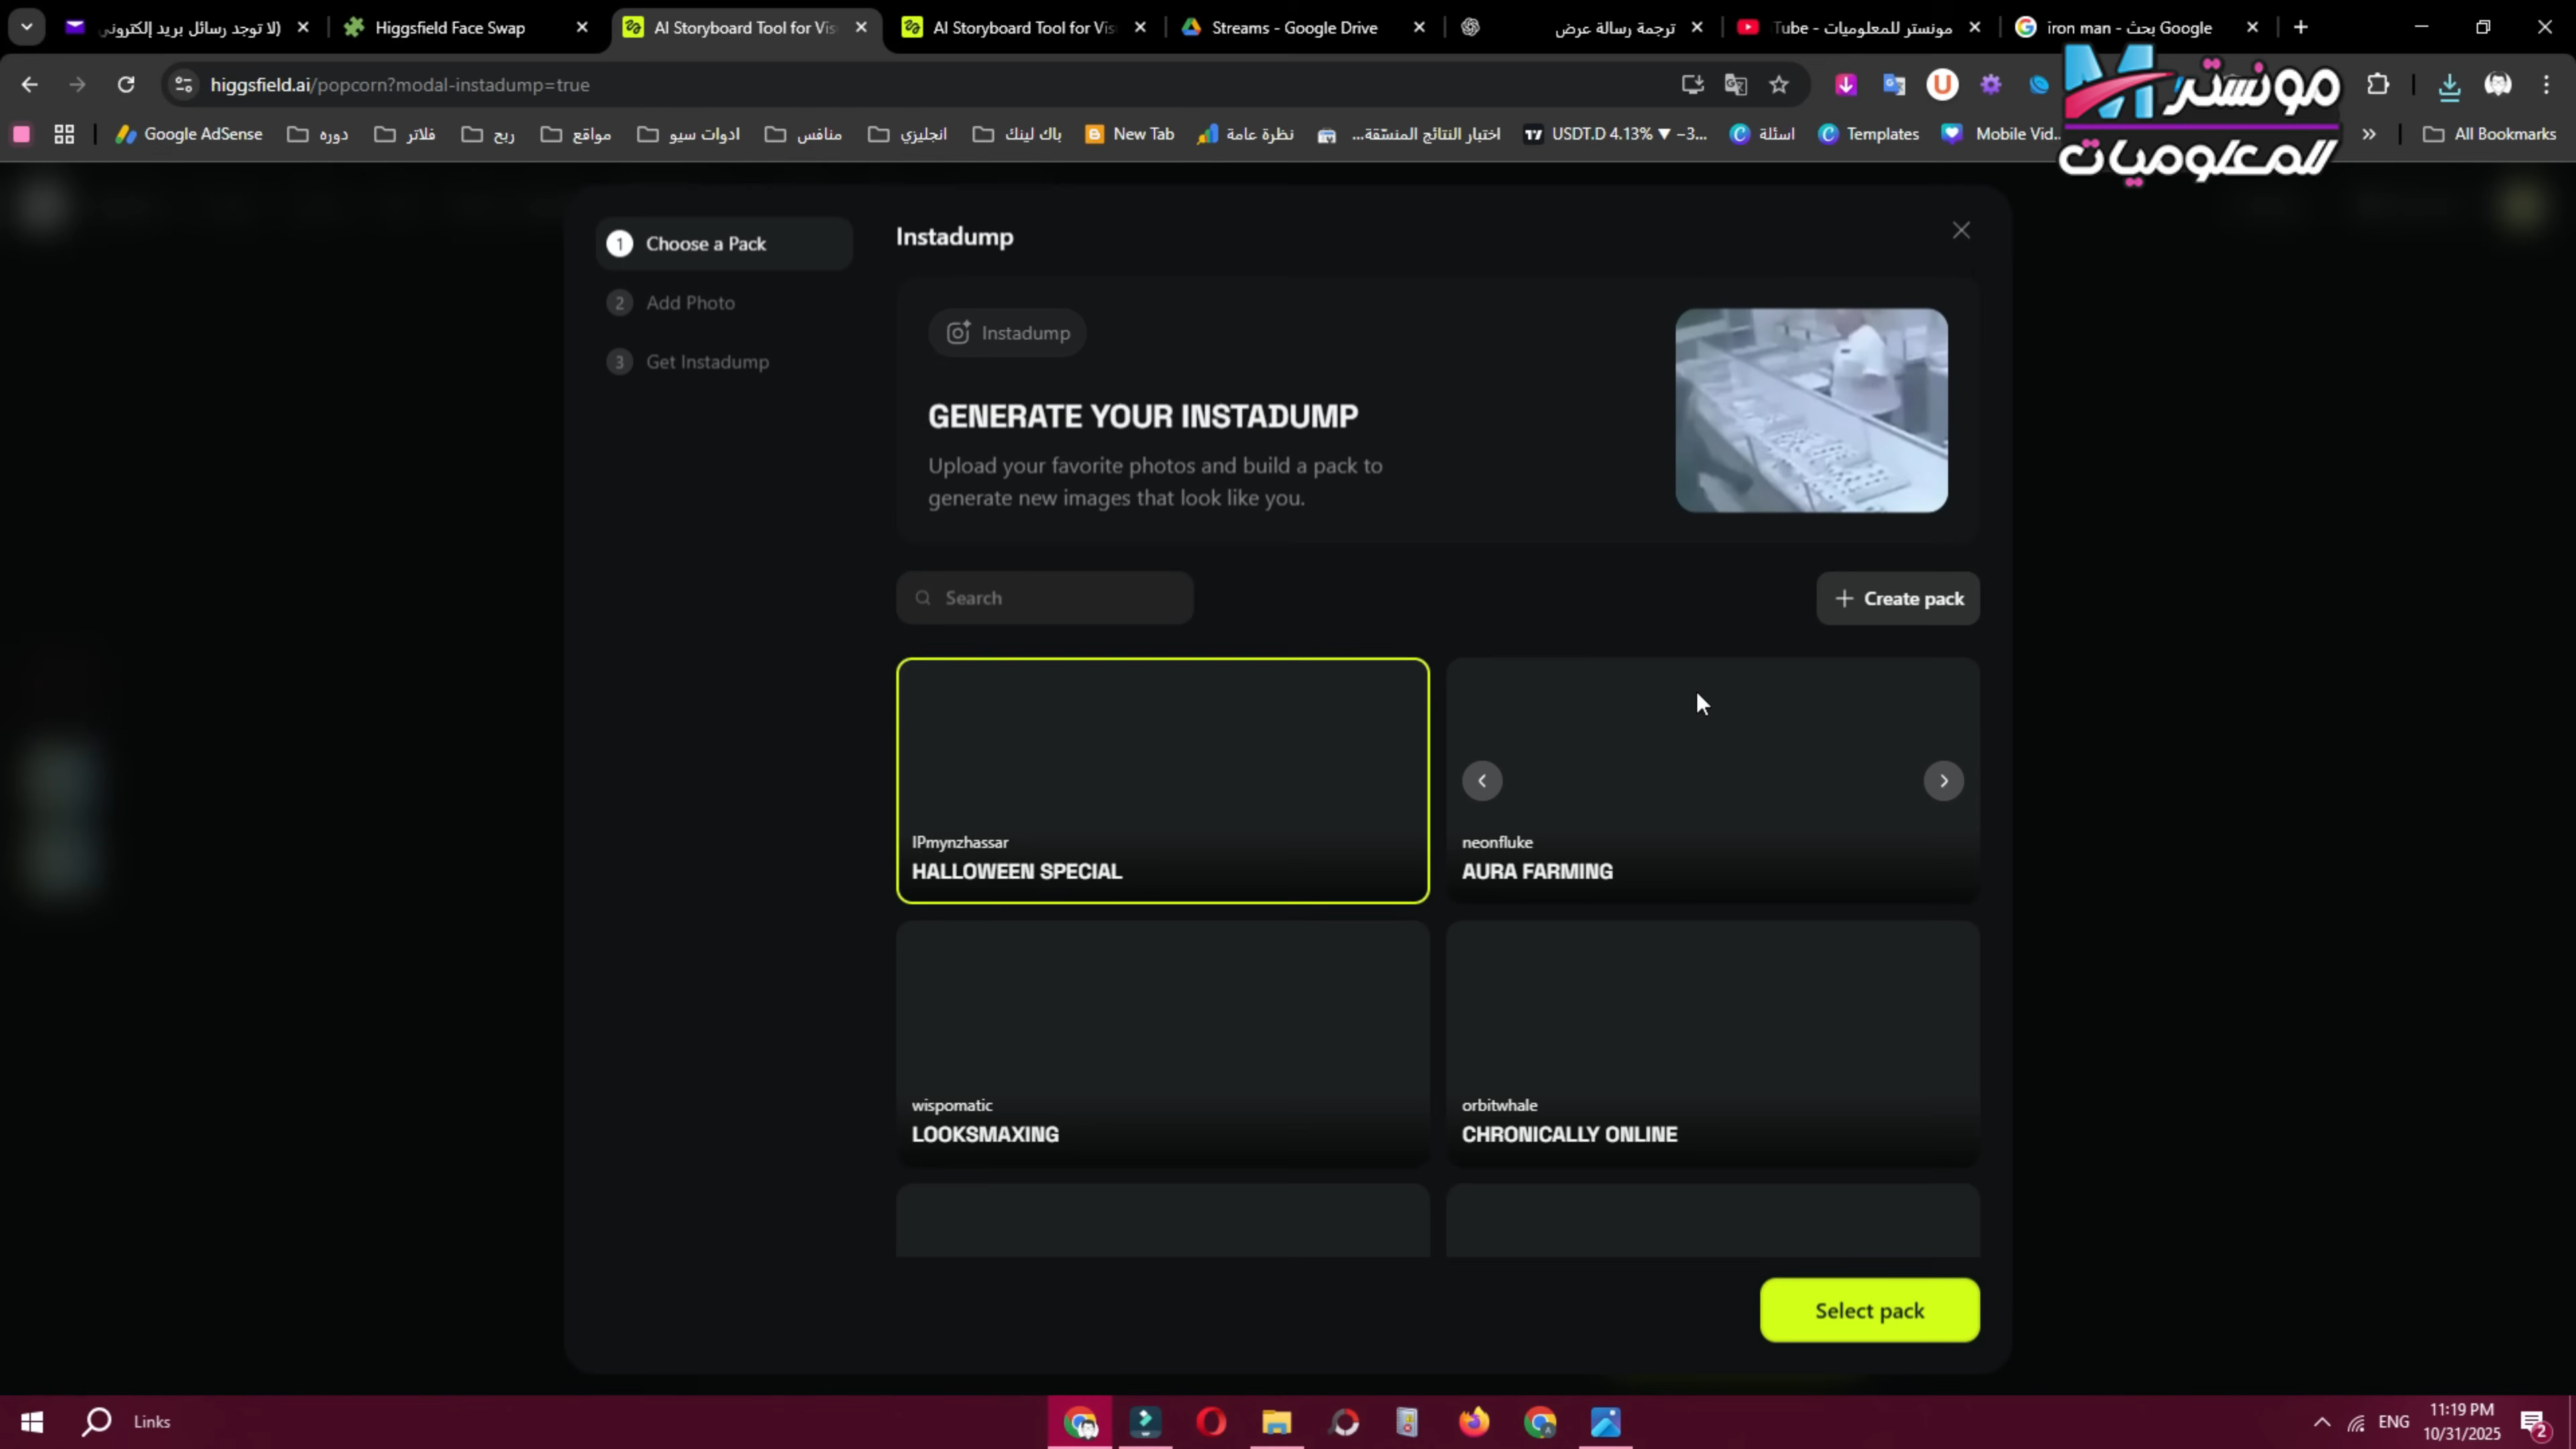 (لا توجد رسائل بريد إلكتروني
Higgsfield Face Swap
AI Storyboard Tool for Vis
AI Storyboard Tool for Vis
Streams - Google Drive
ترجمة رسالة عرض
مونستر للمعلوميات - Tube
iron man - بحث Google
higgsfield.ai/popcorn?modal-instadump=true
مونستر
للمعلوميات
Google AdSense
دوره
فلاتر
ربح
مواقع
ادوات سيو
منافس
انجليزي
باك لينك
New Tab
نظرة عامة
اختبار النتائج المنسّقة...
USDT.D 4.13% ▼ −3...
اسئلة
Templates
Mobile Vid...
All Bookmarks
1 Choose a Pack
2 Add Photo
3 Get Instadump
Instadump
Instadump
GENERATE YOUR INSTADUMP
Upload your favorite photos and build a pack to
generate new images that look like you.
Search
+ Create pack
IPmynzhassar
HALLOWEEN SPECIAL
neonfluke
AURA FARMING
wispomatic
LOOKSMAXING
orbitwhale
CHRONICALLY ONLINE
Select pack
Links
ENG
11:19 PM
10/31/2025
2